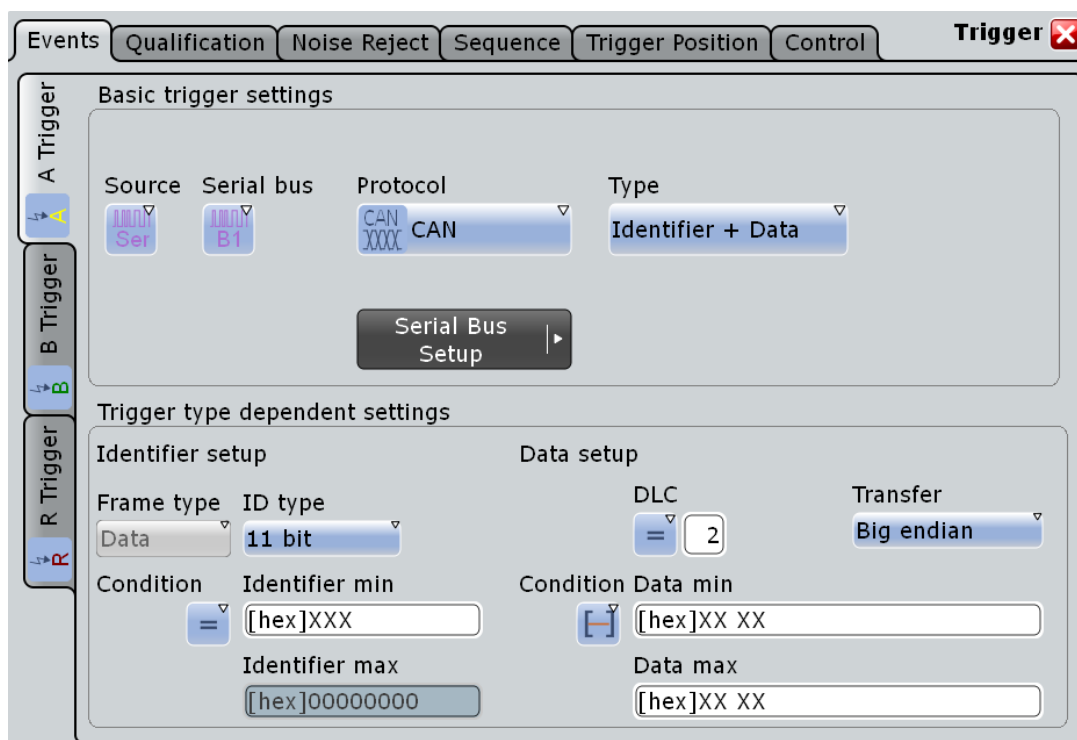 Events Qualification Noise Reject Sequence Trigger Position Control Trigger
A Trigger
A
B Trigger
B
R Trigger
R
Basic trigger settings
Source Serial bus Protocol Type
Ser B1 CAN XXXX CAN Identifier + Data
Serial Bus
Setup
Trigger type dependent settings
Identifier setup Data setup
Frame type ID type DLC Transfer
Data 11 bit = 2 Big endian
Condition Identifier min Condition Data min
= [hex]XXX [hex]XX XX
Identifier max Data max
[hex]00000000 [hex]XX XX